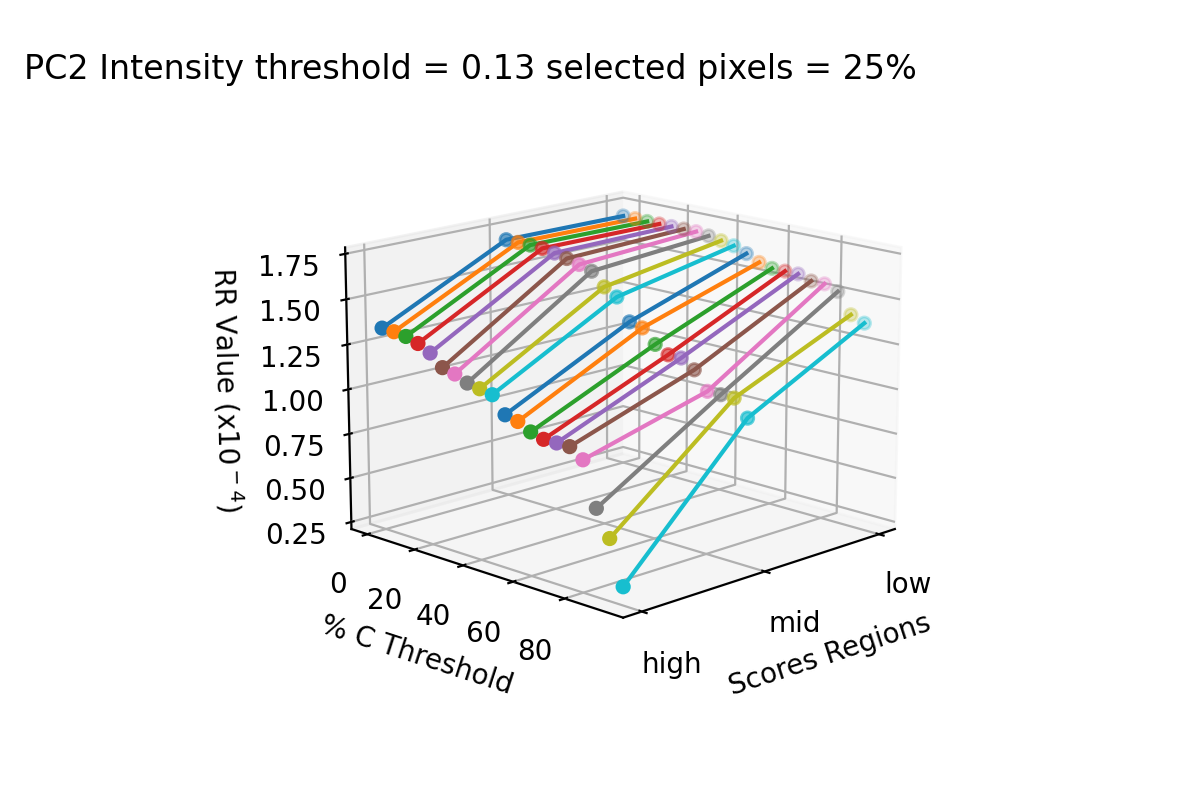 PC2 Intensity threshold = 0.13 selected pixels = 25%
RR Value (x10⁻⁴)
1.75
1.50
1.25
1.00
0.75
0.50
0.25
0
20
40
60
80
% C Threshold
high
mid
low
Scores Regions